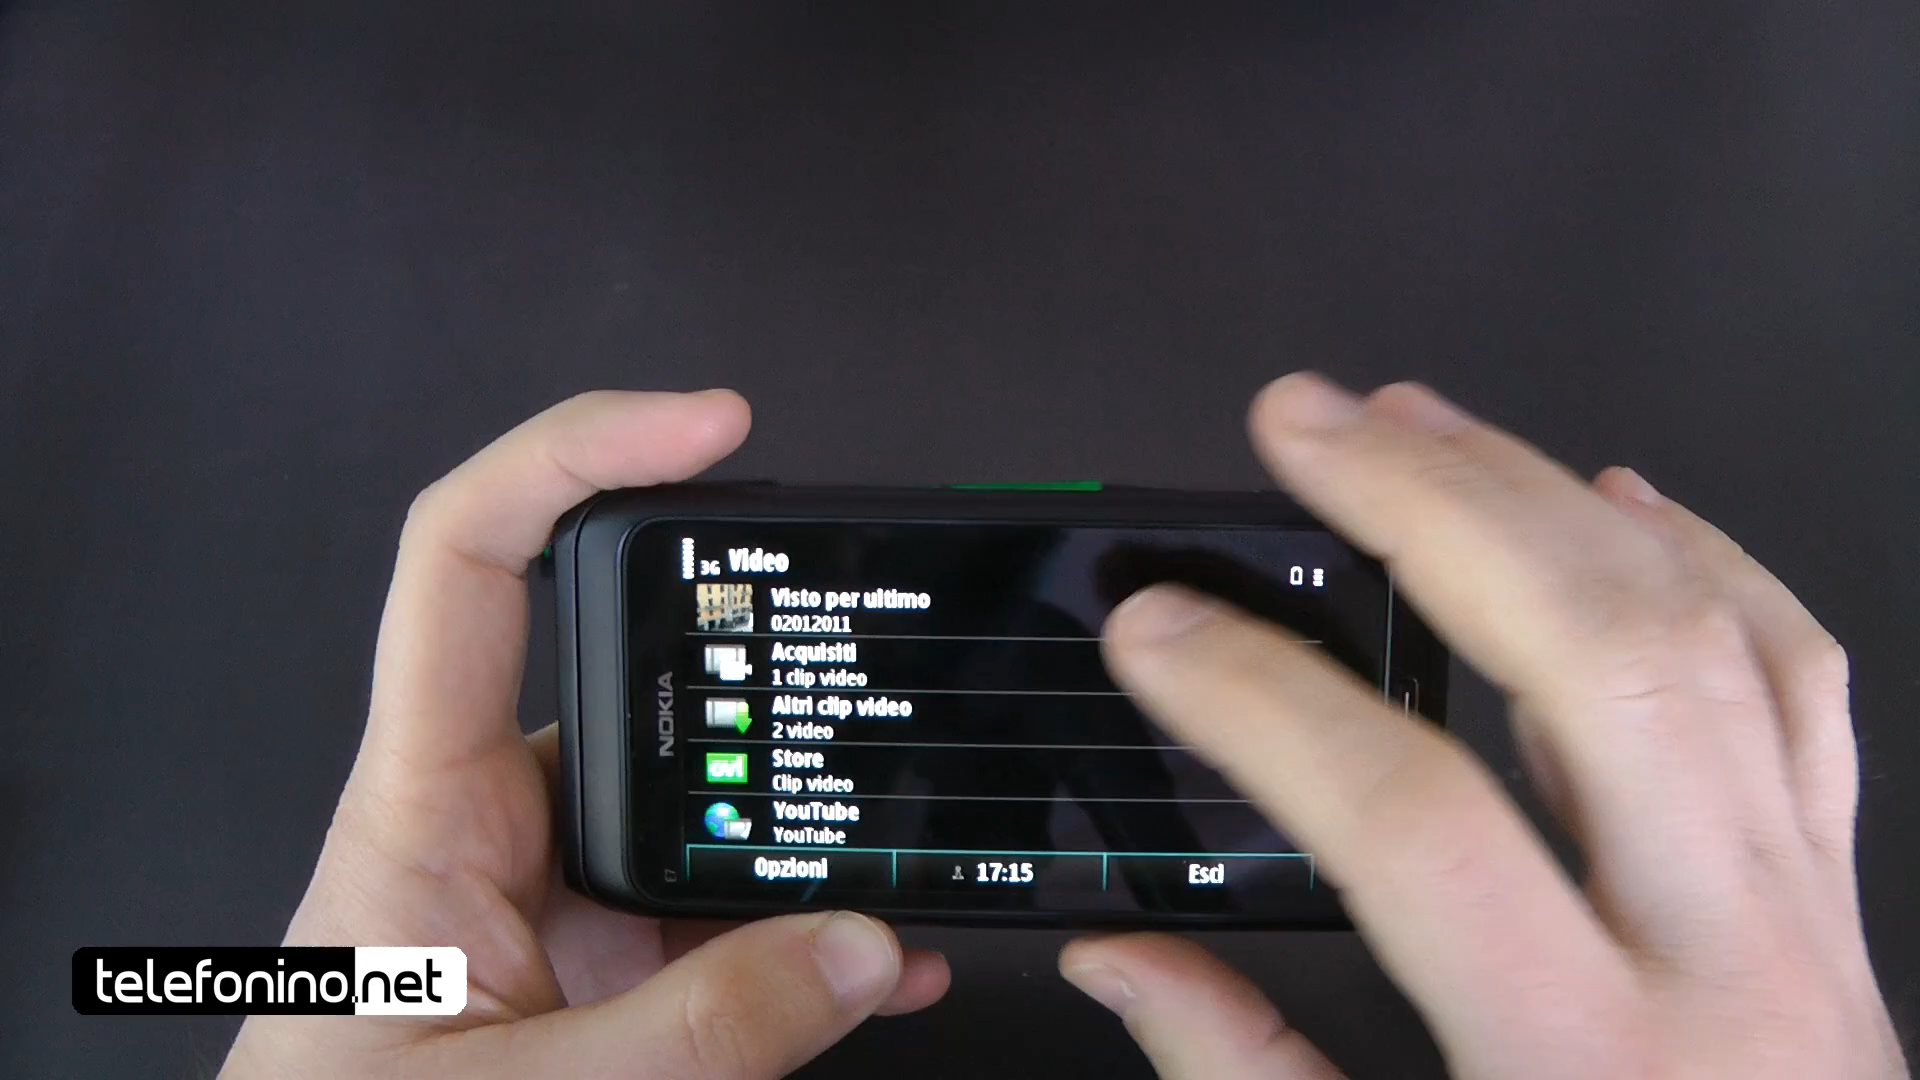 3G Video
Visto per ultimo
02012011
Acquisiti
1 clip video
Altri clip video
2 video
ovi
Store
Clip video
YouTube
YouTube
Opzioni
17:15
Esci
NOKIA
E7
telefonino.net